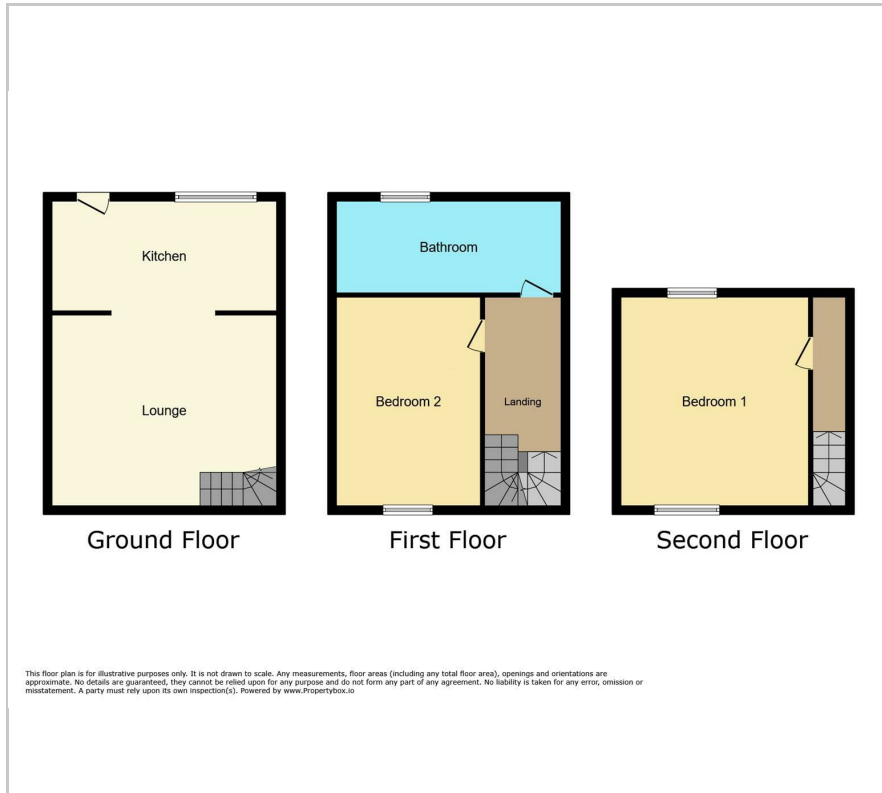 Kitchen
Lounge
Ground Floor
Bathroom
Bedroom 2
Landing
First Floor
Bedroom 1
Second Floor
This floor plan is for illustrative purposes only. It is not drawn to scale. Any measurements, floor areas (including any total floor area), openings and orientations are
approximate. No details are guaranteed, they cannot be relied upon for any purpose and do not form any part of any agreement. No liability is taken for any error, omission or
misstatement. A party must rely upon its own inspection(s). Powered by www.Propertybox.io